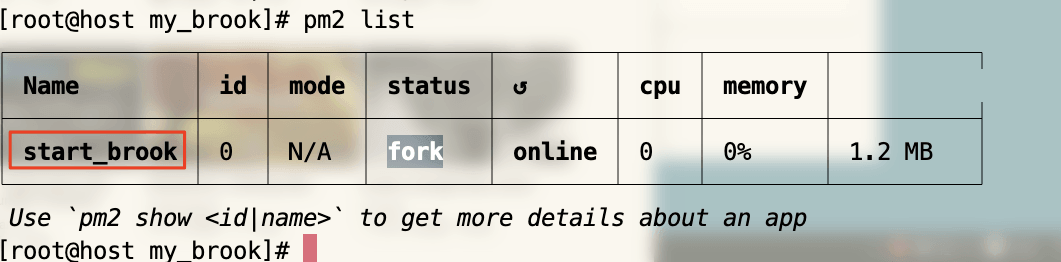 [root@host my_brook]# pm2 list
Name id mode status ↺ cpu memory
start_brook 0 N/A fork online 0 0% 1.2 MB
Use `pm2 show <id|name>` to get more details about an app
[root@host my_brook]#